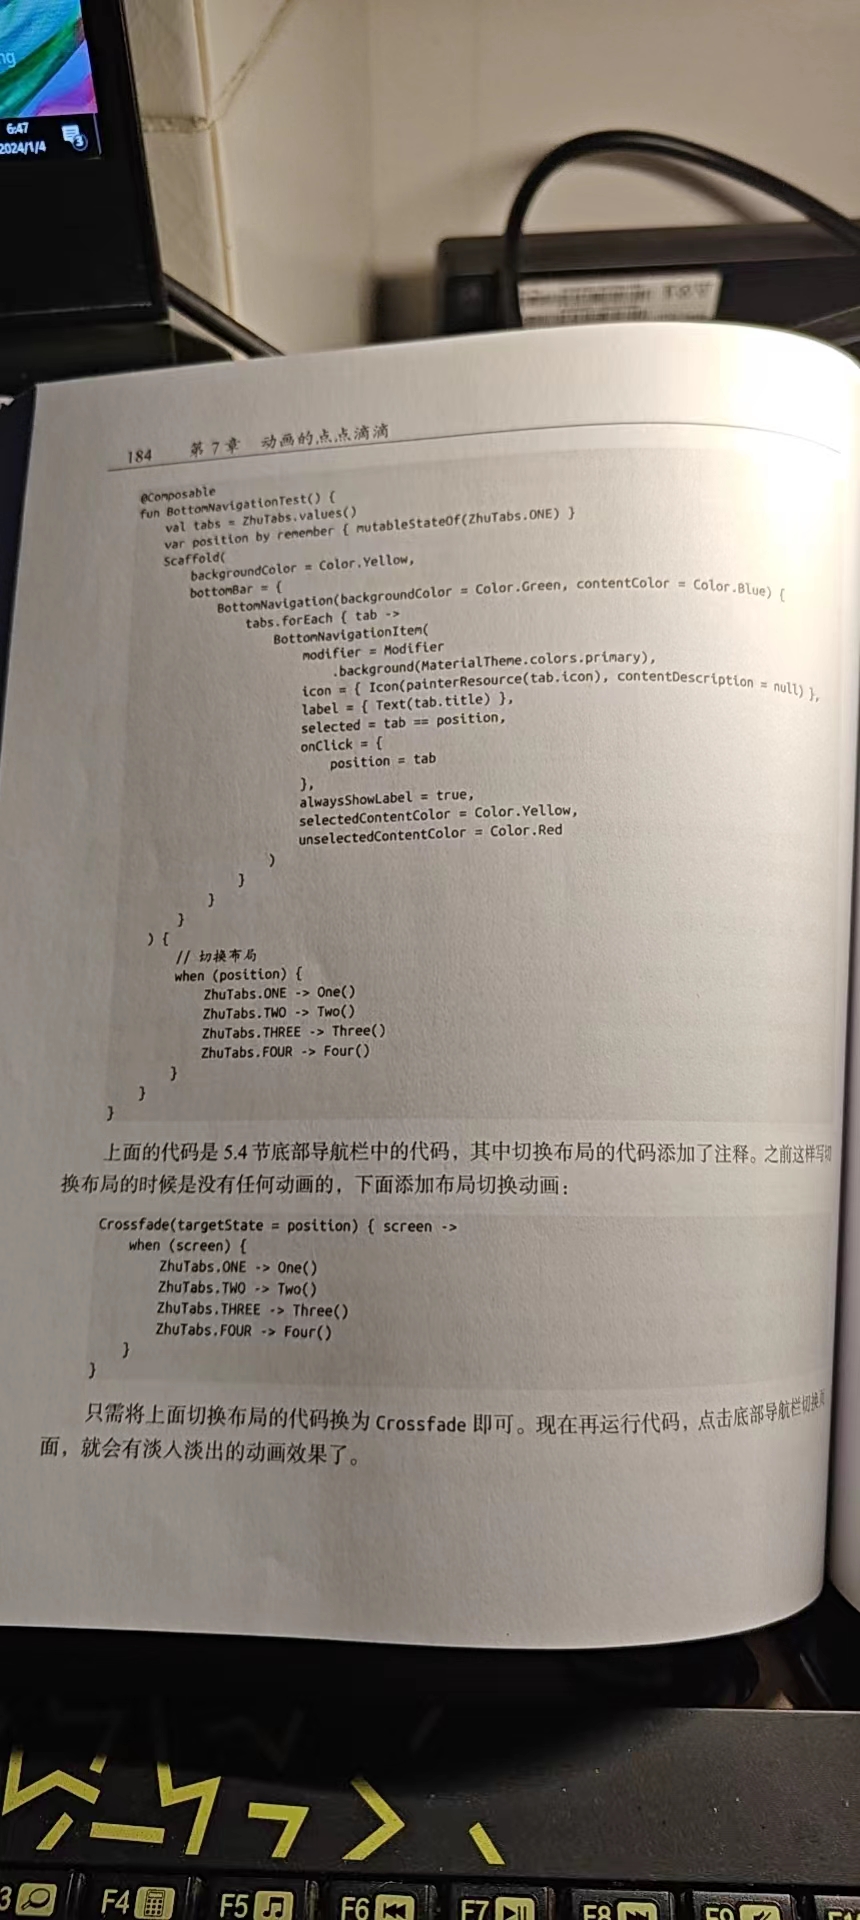 ng
6:47
2024/1/4
3
184 第 7 章 动画的点点滴滴
@Composable
fun BottomNavigationTest() {
val tabs = ZhuTabs.values()
var position by remember { mutableStateOf(ZhuTabs.ONE) }
Scaffold(
backgroundColor = Color.Yellow,
bottomBar = {
BottomNavigation(backgroundColor = Color.Green, contentColor = Color.Blue) {
tabs.forEach { tab ->
BottomNavigationItem(
modifier = Modifier
.background(MaterialTheme.colors.primary),
icon = { Icon(painterResource(tab.icon), contentDescription = null) },
label = { Text(tab.title) },
selected = tab == position,
onClick = {
position = tab
},
alwaysShowLabel = true,
selectedContentColor = Color.Yellow,
unselectedContentColor = Color.Red
)
}
}
}
) {
// 切换布局
when (position) {
ZhuTabs.ONE -> One()
ZhuTabs.TWO -> Two()
ZhuTabs.THREE -> Three()
ZhuTabs.FOUR -> Four()
}
}
}
上面的代码是 5.4 节底部导航栏中的代码，其中切换布局的代码添加了注释。之前这样写切
换布局的时候是没有任何动画的，下面添加布局切换动画：
Crossfade(targetState = position) { screen ->
when (screen) {
ZhuTabs.ONE -> One()
ZhuTabs.TWO -> Two()
ZhuTabs.THREE -> Three()
ZhuTabs.FOUR -> Four()
}
}
只需将上面切换布局的代码换为 Crossfade 即可。现在再运行代码，点击底部导航栏切换页
面，就会有淡入淡出的动画效果了。
3 F4 F5 F6 F7 F8 F9